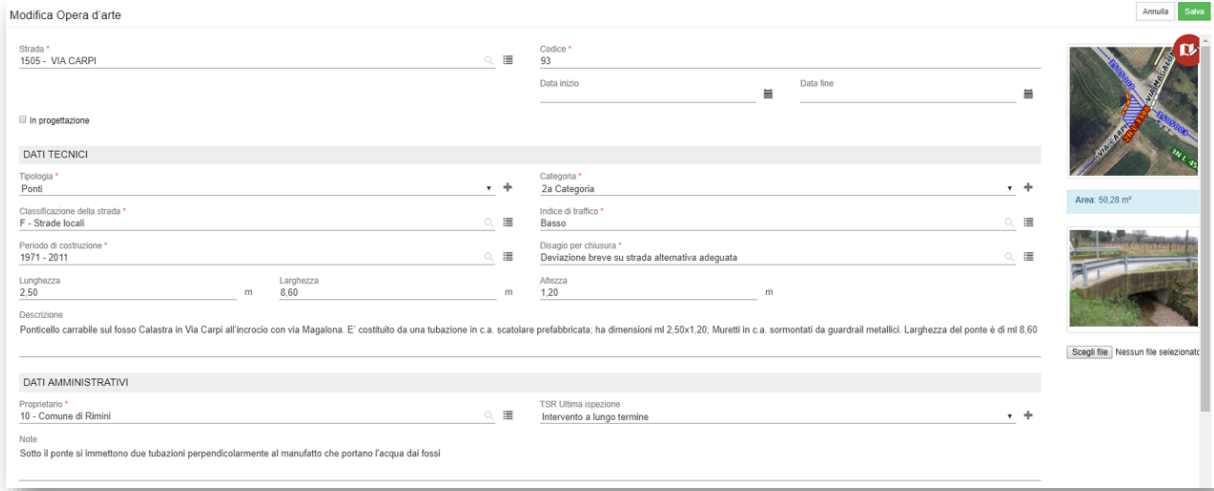 Modifica Opera d'arte
Annulla Salva
Strada *
1505 - VIA CARPI
Codice *
93
Data inizio
Data fine
In progettazione
DATI TECNICI
Tipologia *
Ponti
Categoria *
2a Categoria
Classificazione della strada *
F - Strade locali
Indice di traffico *
Basso
Periodo di costruzione *
1971 - 2011
Disagio per chiusura *
Deviazione breve su strada alternativa adeguata
Lunghezza
2,50 m
Larghezza
8,60 m
Altezza
1,20 m
Descrizione
Ponticello carrabile sul fosso Calastra in Via Carpi all'incrocio con via Magalona. E' costituito da una tubazione in c.a. scatolare prefabbricata; ha dimensioni ml 2,50x1,20; Muretti in c.a. sormontati da guardrail metallici. Larghezza del ponte è di ml 8,60
DATI AMMINISTRATIVI
Proprietario *
10 - Comune di Rimini
TSR Ultima ispezione
Intervento a lungo termine
Note
Sotto il ponte si immettono due tubazioni perpendicolarmente al manufatto che portano l'acqua dai fossi
VIA CARPI
Area: 50,28 m²
Scegli file Nessun file selezionato